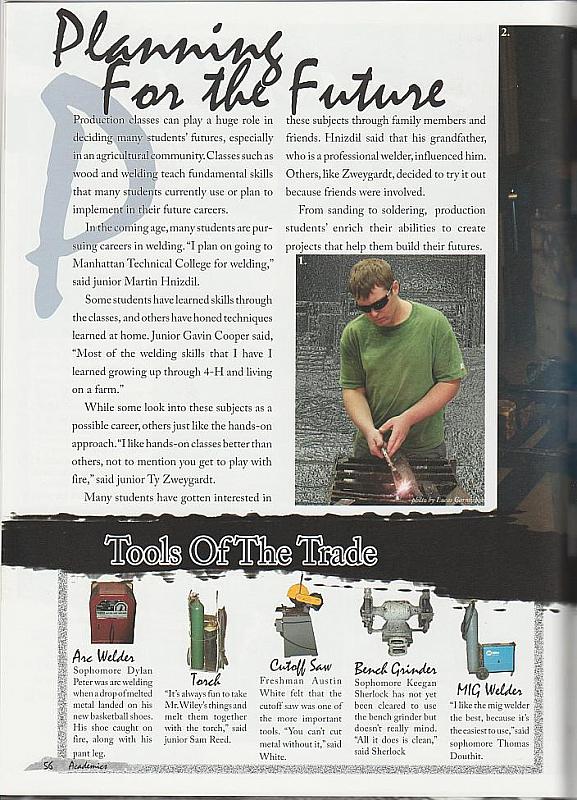 Planning
For the Future
Production classes can play a huge role in
deciding many students' futures, especially
in an agricultural community. Classes such as
wood and welding teach fundamental skills
that many students currently use or plan to
implement in their future careers.
In the coming age, many students are pur-
suing careers in welding. "I plan on going to
Manhattan Technical College for welding,"
said junior Martin Hnizdil.
Some students have learned skills through
the classes, and others have honed techniques
learned at home. Junior Gavin Cooper said,
"Most of the welding skills that I have I
learned growing up through 4-H and living
on a farm."
While some look into these subjects as a
possible career, others just like the hands-on
approach. "I like hands-on classes better than
others, not to mention you get to play with
fire," said junior Ty Zweygardt.
Many students have gotten interested in
these subjects through family members and
friends. Hnizdil said that his grandfather,
who is a professional welder, influenced him.
Others, like Zweygardt, decided to try it out
because friends were involved.
From sanding to soldering, production
students' enrich their abilities to create
projects that help them build their futures.
1.
photo by Lucas
2.
Tools Of The Trade
Arc Welder
Sophomore Dylan
Peter was arc welding
when a drop of melted
metal landed on his
new basketball shoes.
His shoe caught on
fire, along with his
pant leg.
Torch
"It's always fun to take
Mr. Wiley's things and
melt them together
with the torch," said
junior Sam Reed.
Cutoff Saw
Freshman Austin
White felt that the
cutoff saw was one of
the more important
tools. "You can't cut
metal without it," said
White.
Bench Grinder
Sophomore Keegan
Sherlock has not yet
been cleared to use
the bench grinder but
doesn't really mind.
"All it does is clean,"
said Sherlock
MIG Welder
"I like the mig welder
the best, because it's
the easiest to use," said
sophomore Thomas
Douthit.
56 Academics